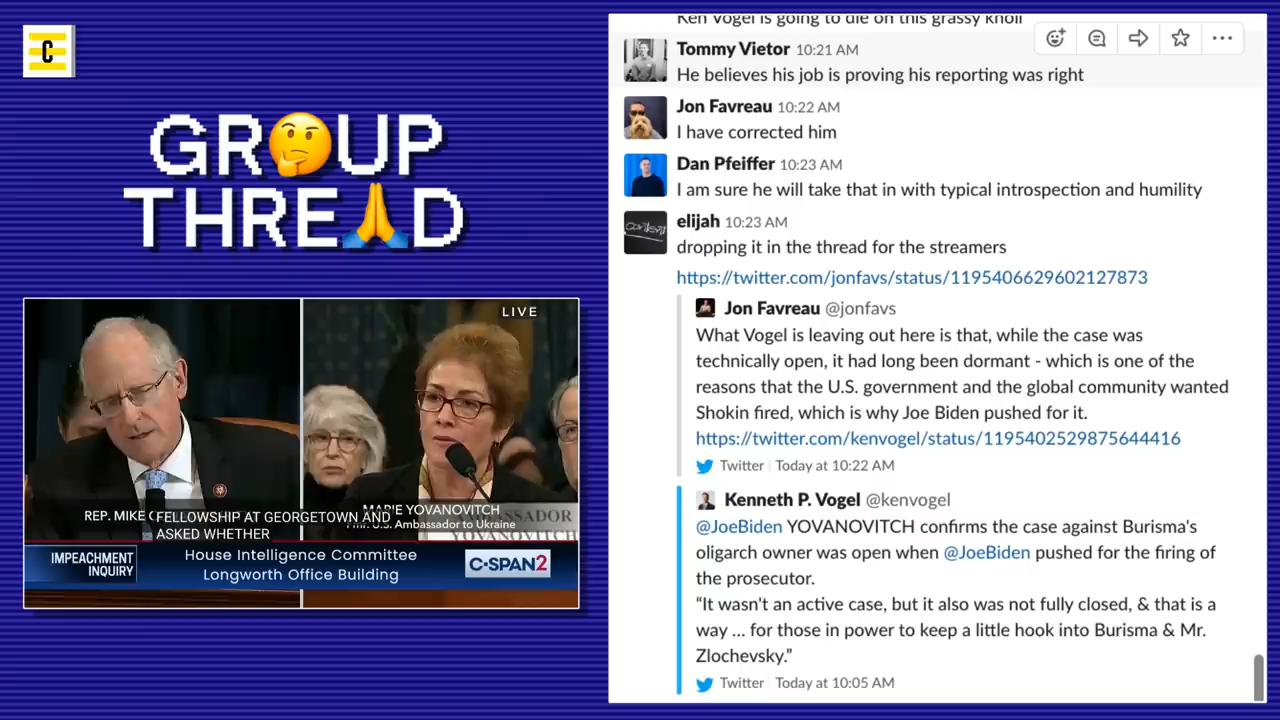 C
GR🤔UP
THRE🙏D
LIVE
REP. MIKE C
FELLOWSHIP AT GEORGETOWN AND
ASKED WHETHER
YOVANOVITCH
U.S. Ambassador to Ukraine
YOVANOVITCH
IMPEACHMENT
INQUIRY
House Intelligence Committee
Longworth Office Building
C-SPAN2
Ken Vogel is going to die on this grassy knoll
Tommy Vietor 10:21 AM
He believes his job is proving his reporting was right
Jon Favreau 10:22 AM
I have corrected him
Dan Pfeiffer 10:23 AM
I am sure he will take that in with typical introspection and humility
elijah 10:23 AM
dropping it in the thread for the streamers
https://twitter.com/jonfavs/status/1195406629602127873
Jon Favreau @jonfavs
What Vogel is leaving out here is that, while the case was
technically open, it had long been dormant - which is one of the
reasons that the U.S. government and the global community wanted
Shokin fired, which is why Joe Biden pushed for it.
https://twitter.com/kenvogel/status/1195402529875644416
Twitter | Today at 10:22 AM
Kenneth P. Vogel @kenvogel
@JoeBiden YOVANOVITCH confirms the case against Burisma's
oligarch owner was open when @JoeBiden pushed for the firing of
the prosecutor.
“It wasn't an active case, but it also was not fully closed, & that is a
way ... for those in power to keep a little hook into Burisma & Mr.
Zlochevsky.”
Twitter Today at 10:05 AM